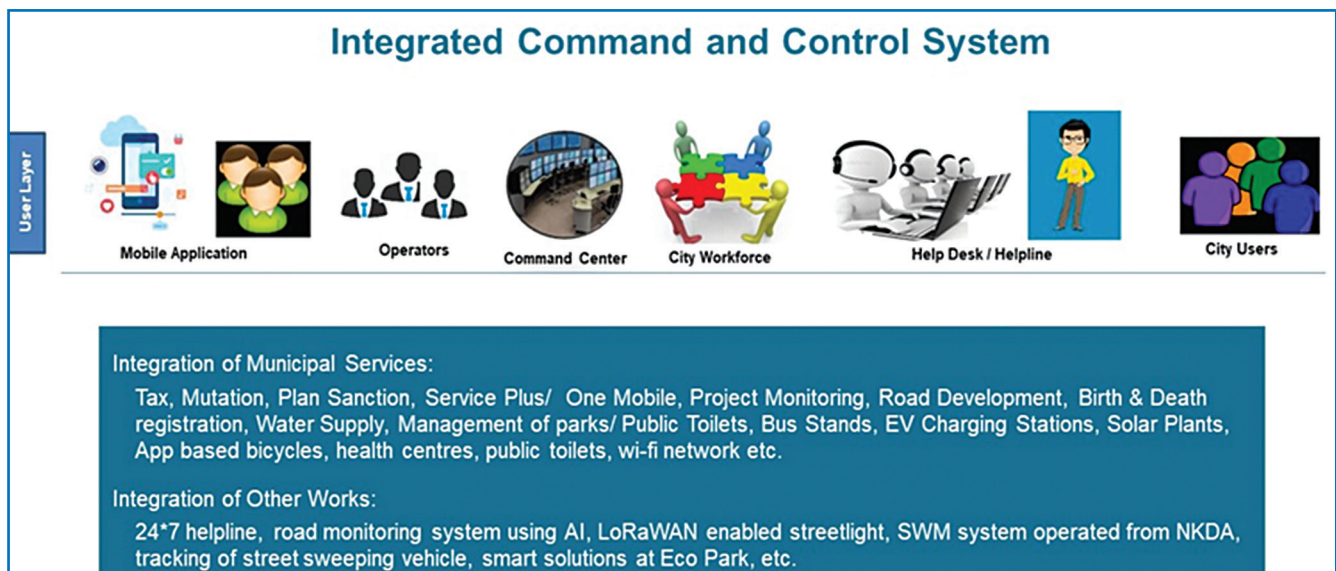 Integrated Command and Control System
User Layer
Mobile Application
Operators
Command Center
City Workforce
Help Desk / Helpline
City Users
Integration of Municipal Services:
Tax, Mutation, Plan Sanction, Service Plus/ One Mobile, Project Monitoring, Road Development, Birth & Death
registration, Water Supply, Management of parks/ Public Toilets, Bus Stands, EV Charging Stations, Solar Plants,
App based bicycles, health centres, public toilets, wi-fi network etc.
Integration of Other Works:
24*7 helpline, road monitoring system using AI, LoRaWAN enabled streetlight, SWM system operated from NKDA,
tracking of street sweeping vehicle, smart solutions at Eco Park, etc.